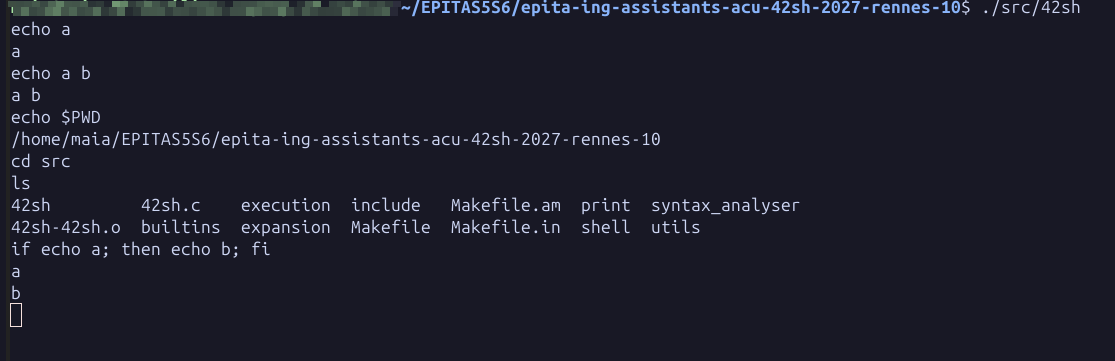 ~/EPITAS5S6/epita-ing-assistants-acu-42sh-2027-rennes-10$ ./src/42sh
echo a
a
echo a b
a b
echo $PWD
/home/maia/EPITAS5S6/epita-ing-assistants-acu-42sh-2027-rennes-10
cd src
ls
42sh 42sh.c execution include Makefile.am print syntax_analyser
42sh-42sh.o builtins expansion Makefile Makefile.in shell utils
if echo a; then echo b; fi
a
b